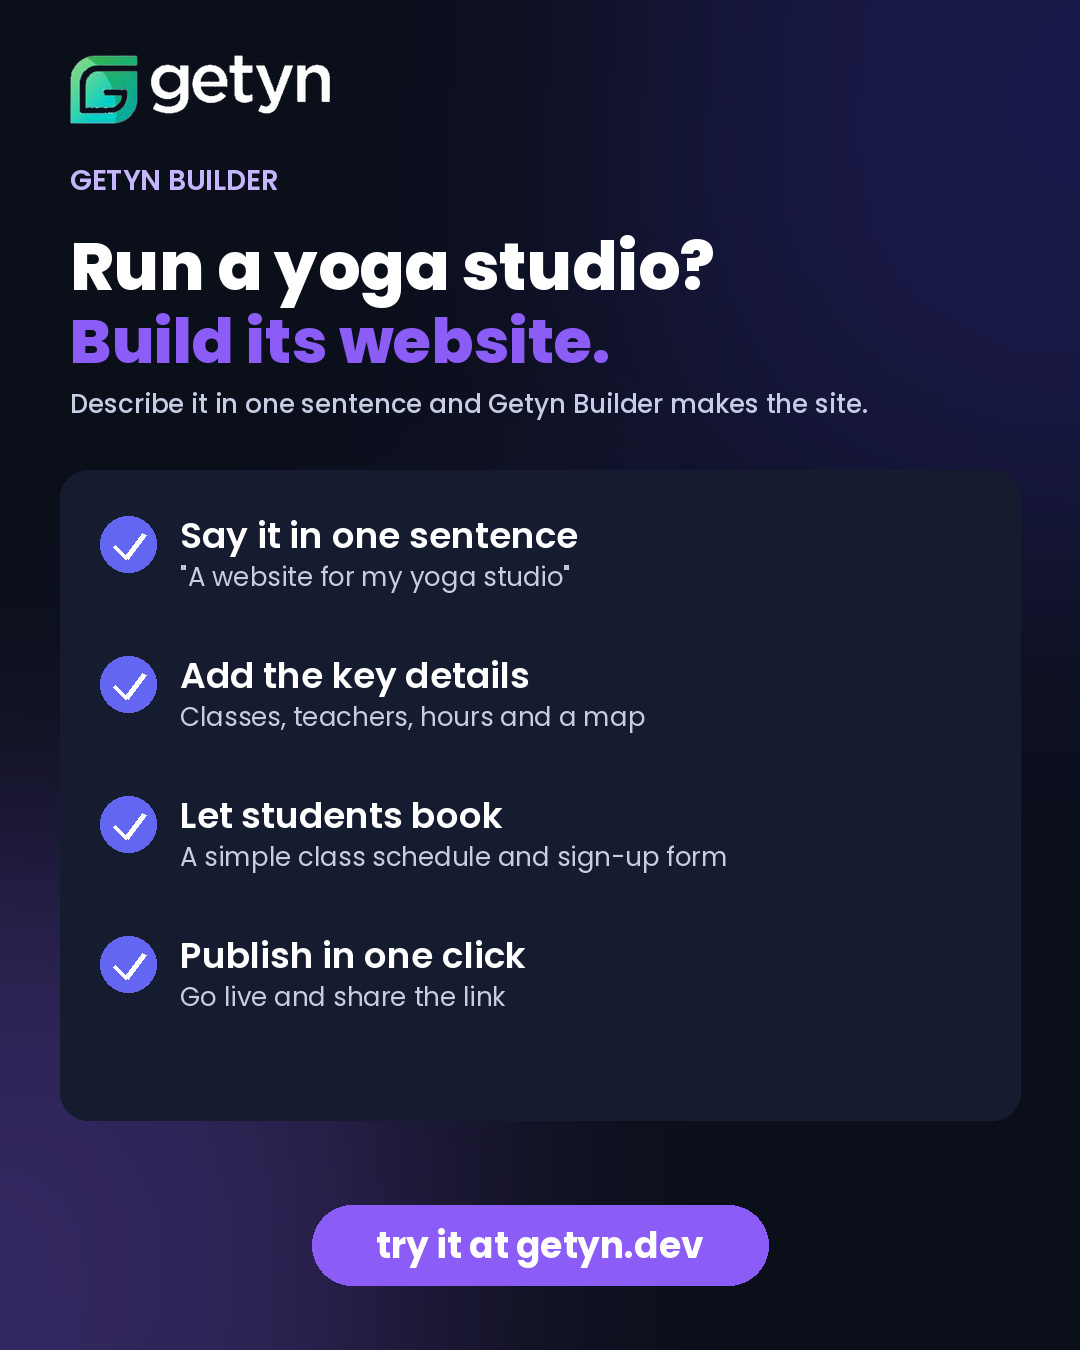 getyn
GETYN BUILDER
Run a yoga studio?
Build its website.
Describe it in one sentence and Getyn Builder makes the site.
Say it in one sentence
"A website for my yoga studio"
Add the key details
Classes, teachers, hours and a map
Let students book
A simple class schedule and sign-up form
Publish in one click
Go live and share the link
try it at getyn.dev